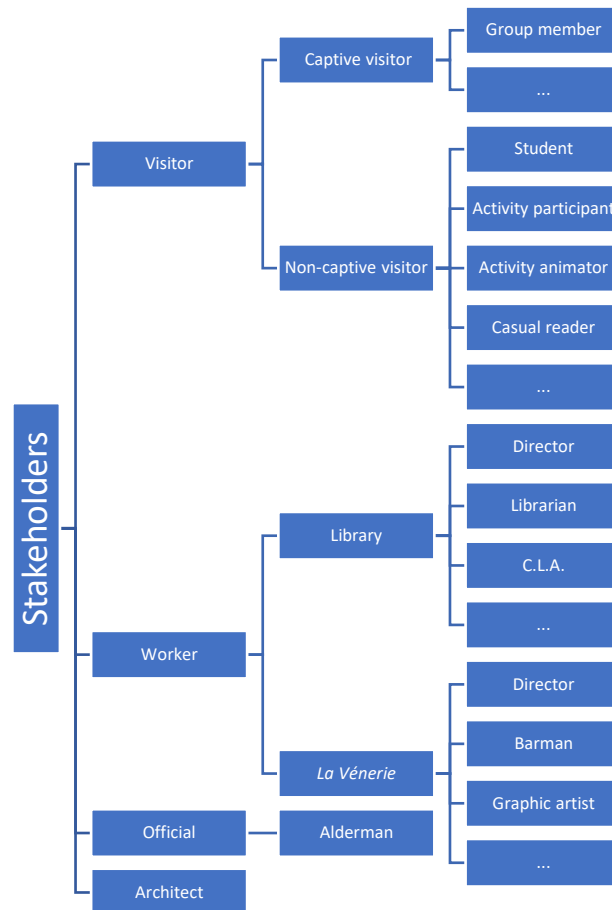 Stakeholders
Visitor
Captive visitor
Group member
...
Non-captive visitor
Student
Activity participant
Activity animator
Casual reader
...
Worker
Library
Director
Librarian
C.L.A.
...
La Vénerie
Director
Barman
Graphic artist
...
Official
Alderman
Architect